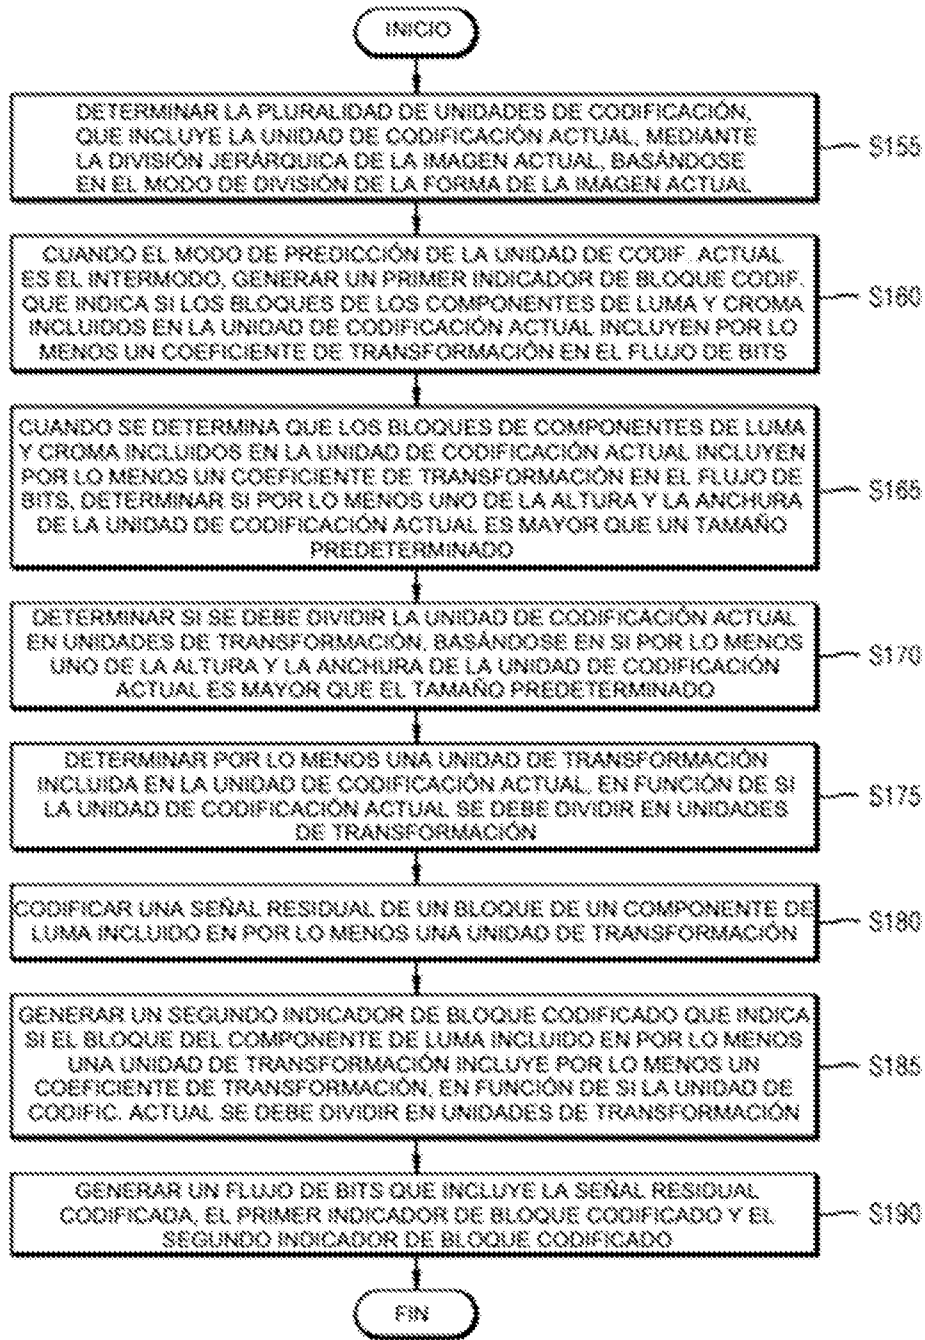 INICIO
DETERMINAR LA PLURALIDAD DE UNIDADES DE CODIFICACIÓN,
QUE INCLUYE LA UNIDAD DE CODIFICACIÓN ACTUAL, MEDIANTE
LA DIVISIÓN JERÁRQUICA DE LA IMAGEN ACTUAL, BASÁNDOSE
EN EL MODO DE DIVISIÓN DE LA FORMA DE LA IMAGEN ACTUAL
S155
CUANDO EL MODO DE PREDICCIÓN DE LA UNIDAD DE CODIF. ACTUAL
ES EL INTERMODO, GENERAR UN PRIMER INDICADOR DE BLOQUE CODIF.
QUE INDICA SI LOS BLOQUES DE LOS COMPONENTES DE LUMA Y CROMA
INCLUIDOS EN LA UNIDAD DE CODIFICACIÓN ACTUAL INCLUYEN POR LO
MENOS UN COEFICIENTE DE TRANSFORMACIÓN EN EL FLUJO DE BITS
S160
CUANDO SE DETERMINA QUE LOS BLOQUES DE COMPONENTES DE LUMA
Y CROMA INCLUIDOS EN LA UNIDAD DE CODIFICACIÓN ACTUAL INCLUYEN
POR LO MENOS UN COEFICIENTE DE TRANSFORMACIÓN EN EL FLUJO DE
BITS, DETERMINAR SI POR LO MENOS UNO DE LA ALTURA Y LA ANCHURA
DE LA UNIDAD DE CODIFICACIÓN ACTUAL ES MAYOR QUE UN TAMAÑO
PREDETERMINADO
S165
DETERMINAR SI SE DEBE DIVIDIR LA UNIDAD DE CODIFICACIÓN ACTUAL
EN UNIDADES DE TRANSFORMACIÓN, BASÁNDOSE EN SI POR LO MENOS
UNO DE LA ALTURA Y LA ANCHURA DE LA UNIDAD DE CODIFICACIÓN
ACTUAL ES MAYOR QUE EL TAMAÑO PREDETERMINADO
S170
DETERMINAR POR LO MENOS UNA UNIDAD DE TRANSFORMACIÓN
INCLUIDA EN LA UNIDAD DE CODIFICACIÓN ACTUAL, EN FUNCIÓN DE SI
LA UNIDAD DE CODIFICACIÓN ACTUAL SE DEBE DIVIDIR EN UNIDADES
DE TRANSFORMACIÓN
S175
CODIFICAR UNA SEÑAL RESIDUAL DE UN BLOQUE DE UN COMPONENTE DE
LUMA INCLUIDO EN POR LO MENOS UNA UNIDAD DE TRANSFORMACIÓN
S180
GENERAR UN SEGUNDO INDICADOR DE BLOQUE CODIFICADO QUE INDICA
SI EL BLOQUE DEL COMPONENTE DE LUMA INCLUIDO EN POR LO MENOS
UNA UNIDAD DE TRANSFORMACIÓN INCLUYE POR LO MENOS UN
COEFICIENTE DE TRANSFORMACIÓN, EN FUNCIÓN DE SI LA UNIDAD DE
CODIFIC. ACTUAL SE DEBE DIVIDIR EN UNIDADES DE TRANSFORMACIÓN
S185
GENERAR UN FLUJO DE BITS QUE INCLUYE LA SEÑAL RESIDUAL
CODIFICADA, EL PRIMER INDICADOR DE BLOQUE CODIFICADO Y EL
SEGUNDO INDICADOR DE BLOQUE CODIFICADO
S190
FIN